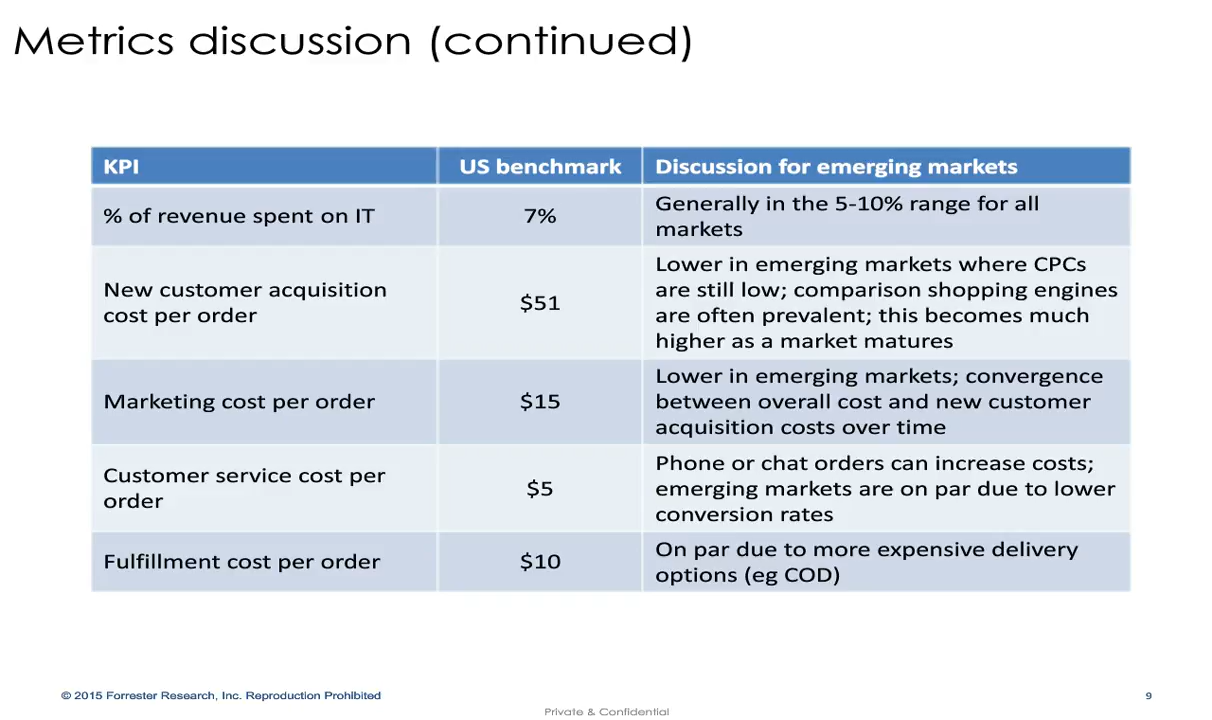 Metrics discussion (continued)
KPI
US benchmark
Discussion for emerging markets
% of revenue spent on IT
7%
Generally in the 5-10% range for all
markets
New customer acquisition
cost per order
$51
Lower in emerging markets where CPCs
are still low; comparison shopping engines
are often prevalent; this becomes much
higher as a market matures
Marketing cost per order
$15
Lower in emerging markets; convergence
between overall cost and new customer
acquisition costs over time
Customer service cost per
order
$5
Phone or chat orders can increase costs;
emerging markets are on par due to lower
conversion rates
Fulfillment cost per order
$10
On par due to more expensive delivery
options (eg COD)
© 2015 Forrester Research, Inc. Reproduction Prohibited
9
Private & Confidential